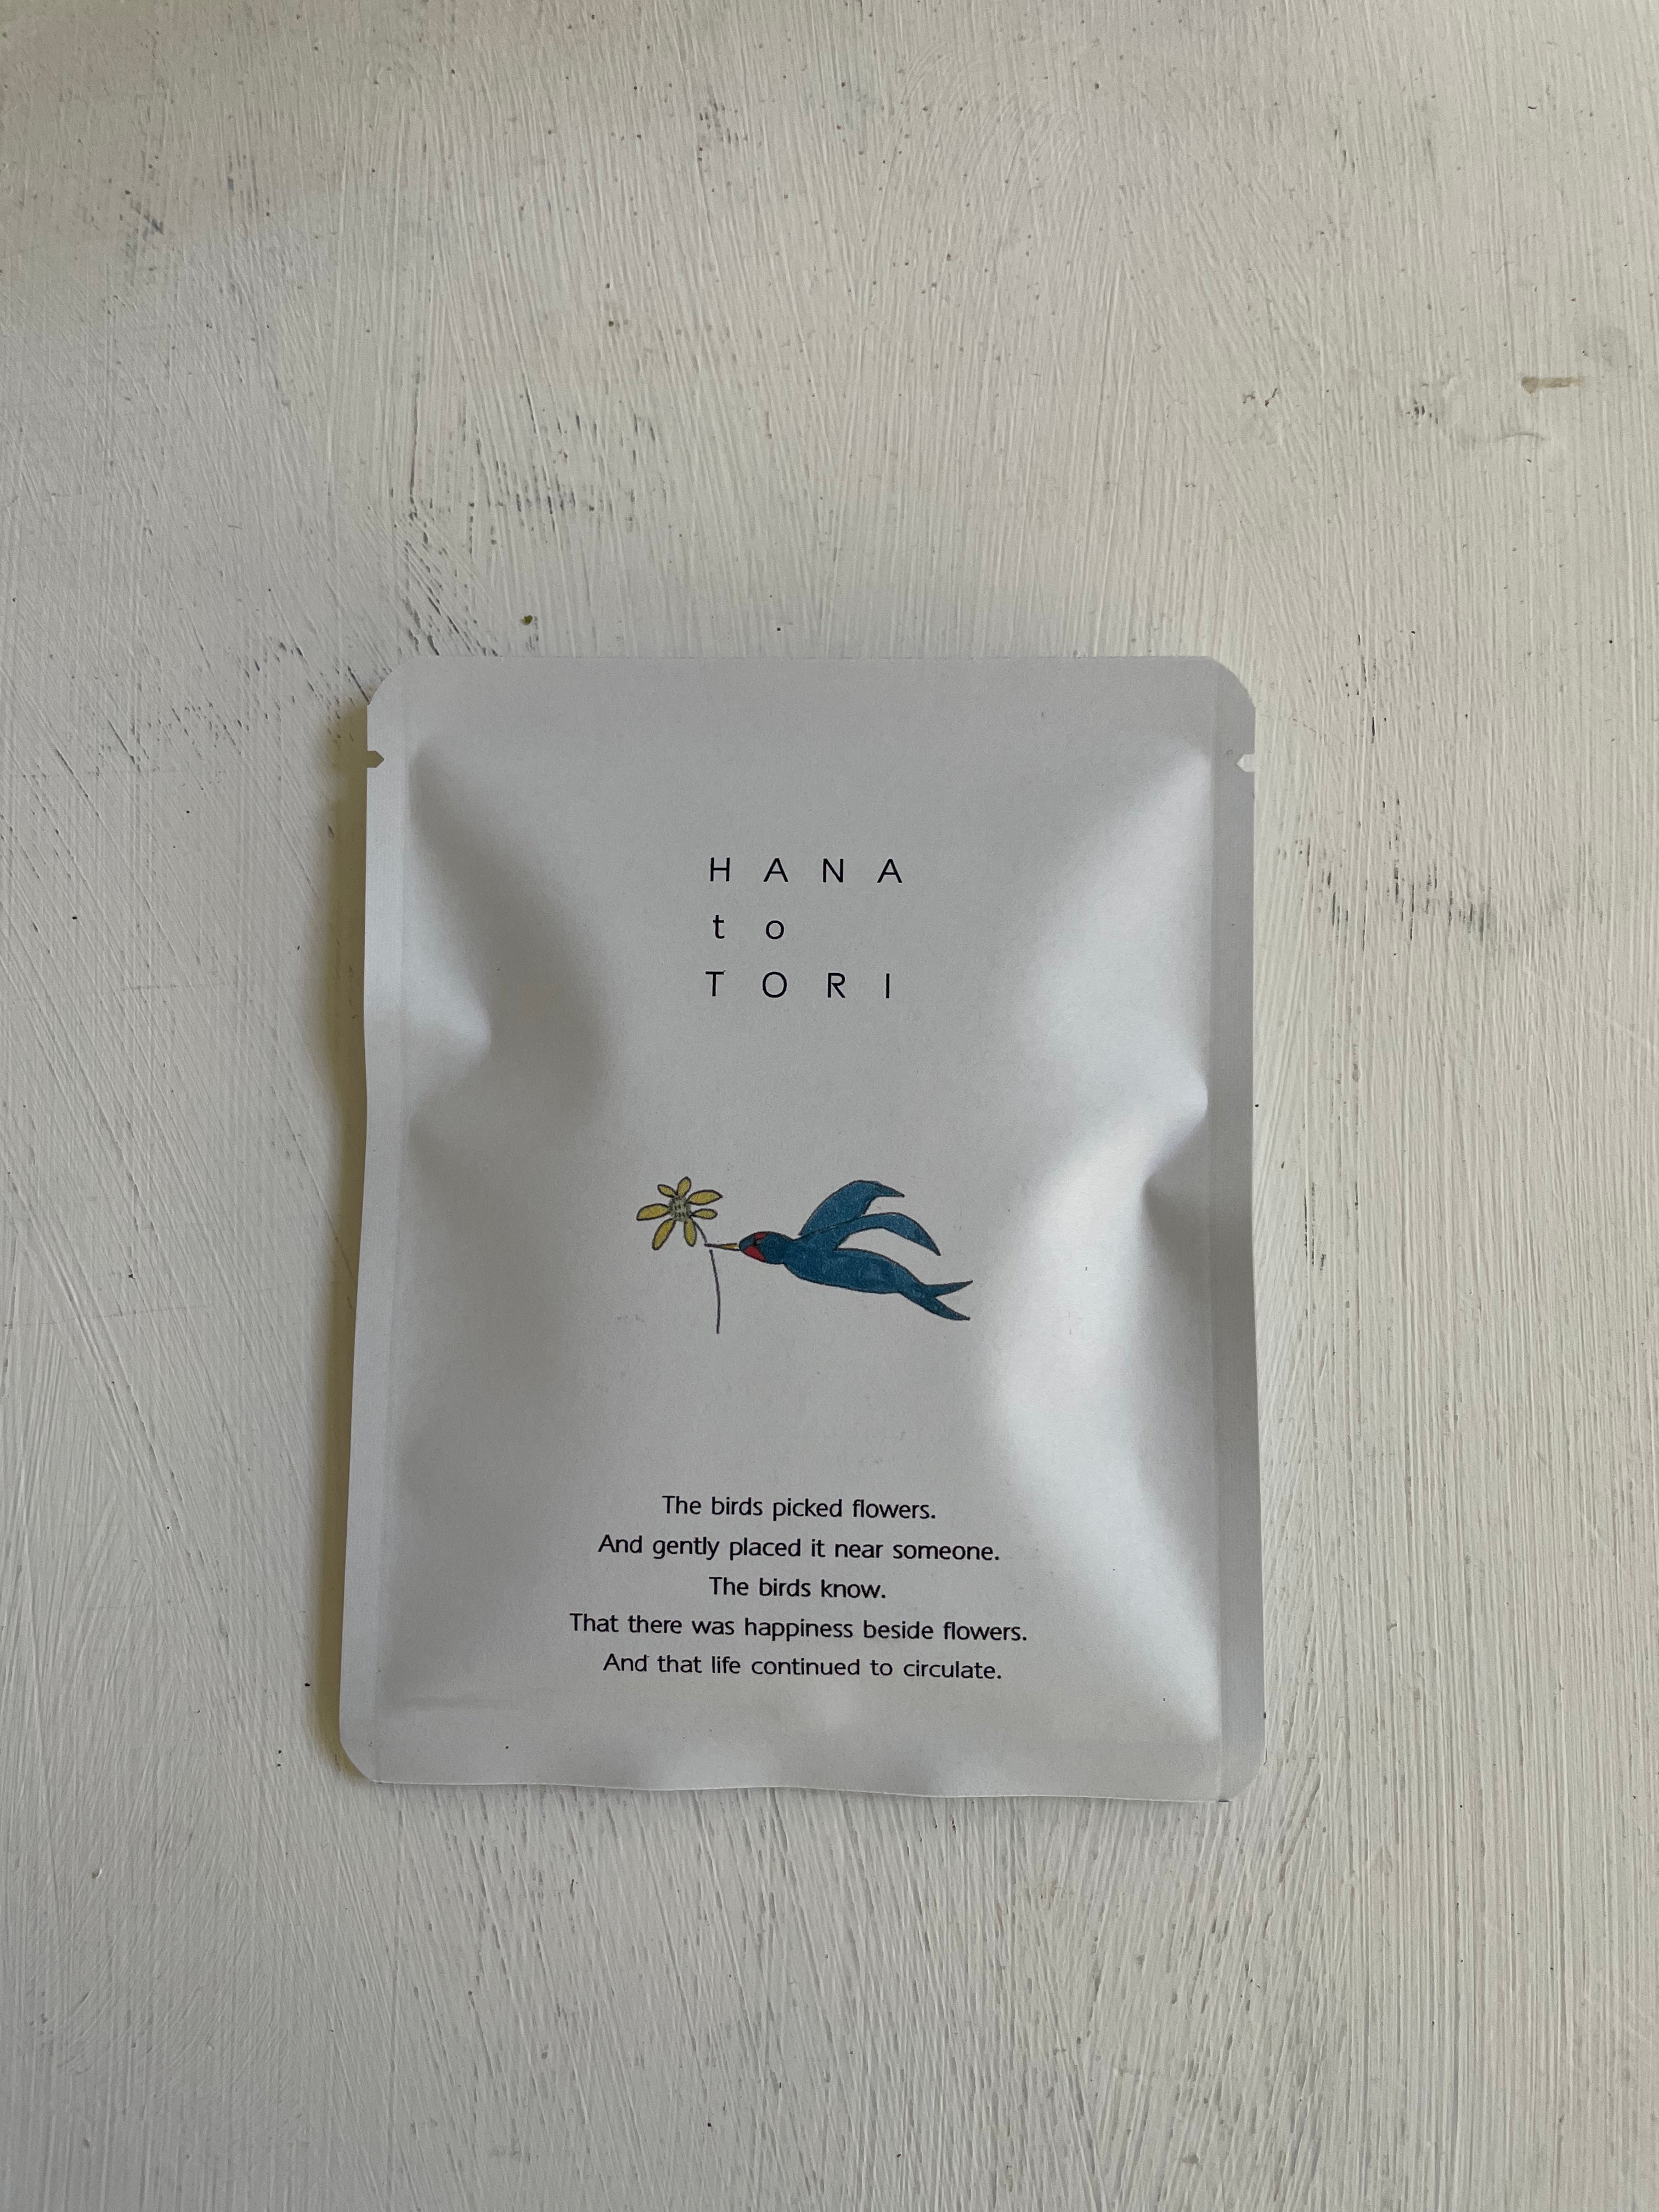 HANA
to
TORI
The birds picked flowers.
And gently placed it near someone.
The birds know.
That there was happiness beside flowers.
And that life continued to circulate.